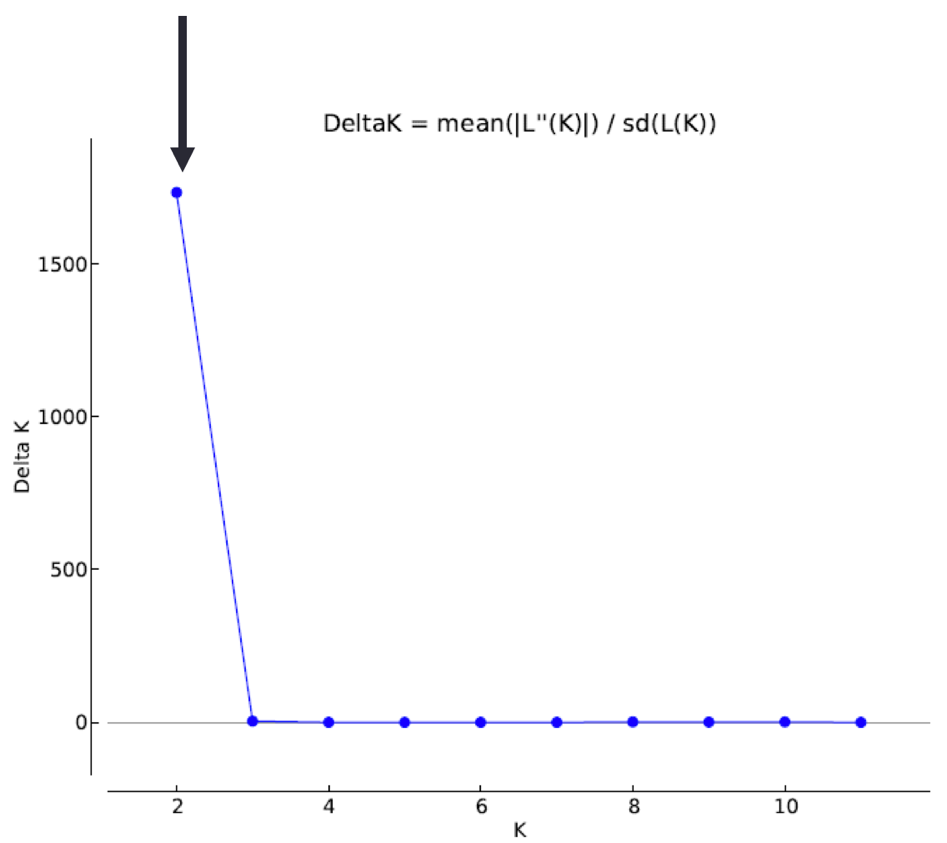 DeltaK = mean(|L"(K)|) / sd(L(K))
1500
1000
500
0
Delta K
2 4 6 8 10
K